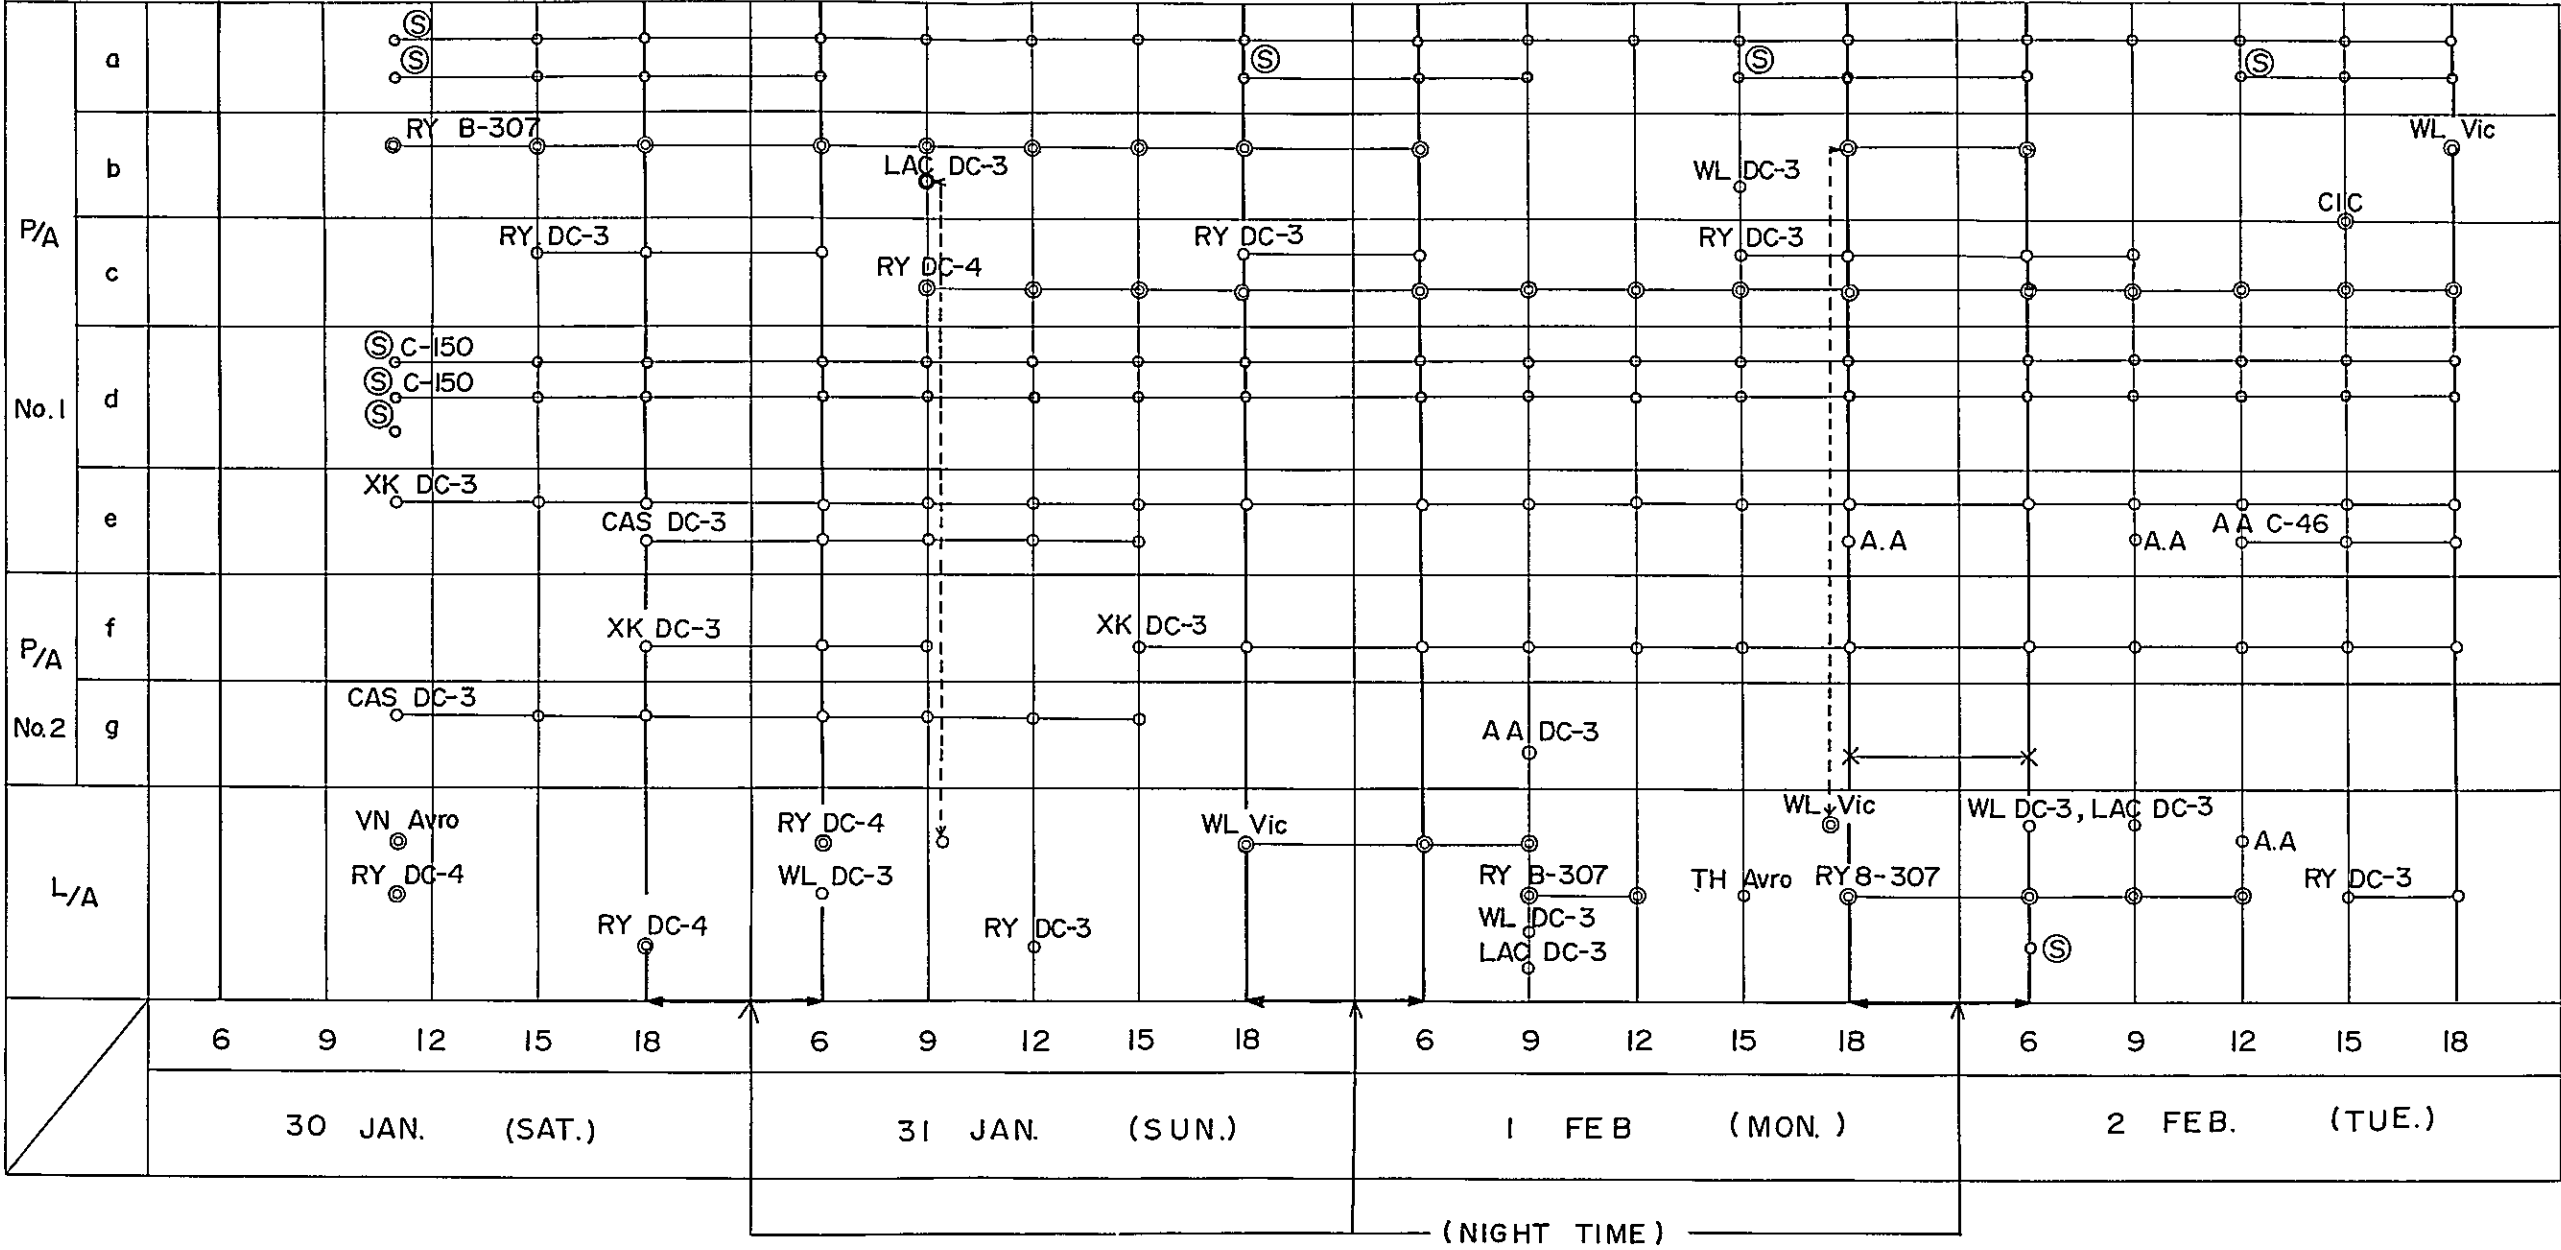 Ⓢ
a Ⓢ Ⓢ Ⓢ Ⓢ
RY B-307 WL Vic
b LAC DC-3 WL DC-3
CIC
P/A RY DC-3 RY DC-3 RY DC-3
c RY DC-4
Ⓢ C-150
Ⓢ C-150
No.1 d Ⓢ
XK DC-3
e CAS DC-3 A.A A.A AA C-46
f XK DC-3 XK DC-3
P/A
CAS DC-3
No.2 g AA DC-3
VN Avro RY DC-4 WL Vic WL Vic WL DC-3, LAC DC-3
A.A
L/A RY DC-4 WL DC-3 RY B-307 TH Avro RY 8-307 RY DC-3
RY DC-4 RY DC-3 WL DC-3
LAC DC-3 Ⓢ
6 9 12 15 18 6 9 12 15 18 6 9 12 15 18 6 9 12 15 18
30 JAN. (SAT.) 31 JAN. (SUN.) 1 FEB (MON.) 2 FEB. (TUE.)
(NIGHT TIME)